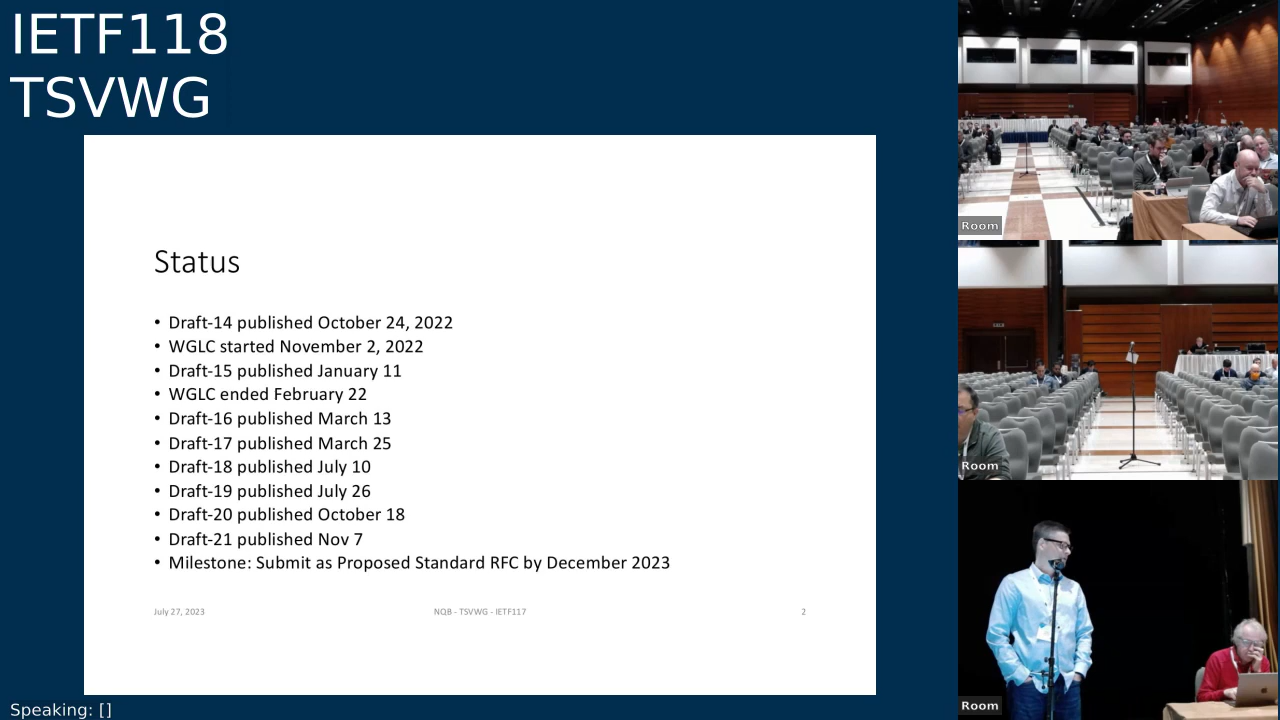 IETF118
TSVWG
Status
• Draft-14 published October 24, 2022
• WGLC started November 2, 2022
• Draft-15 published January 11
• WGLC ended February 22
• Draft-16 published March 13
• Draft-17 published March 25
• Draft-18 published July 10
• Draft-19 published July 26
• Draft-20 published October 18
• Draft-21 published Nov 7
• Milestone: Submit as Proposed Standard RFC by December 2023
July 27, 2023
NQB - TSVWG - IETF117
2
Room
Room
Room
Speaking: []